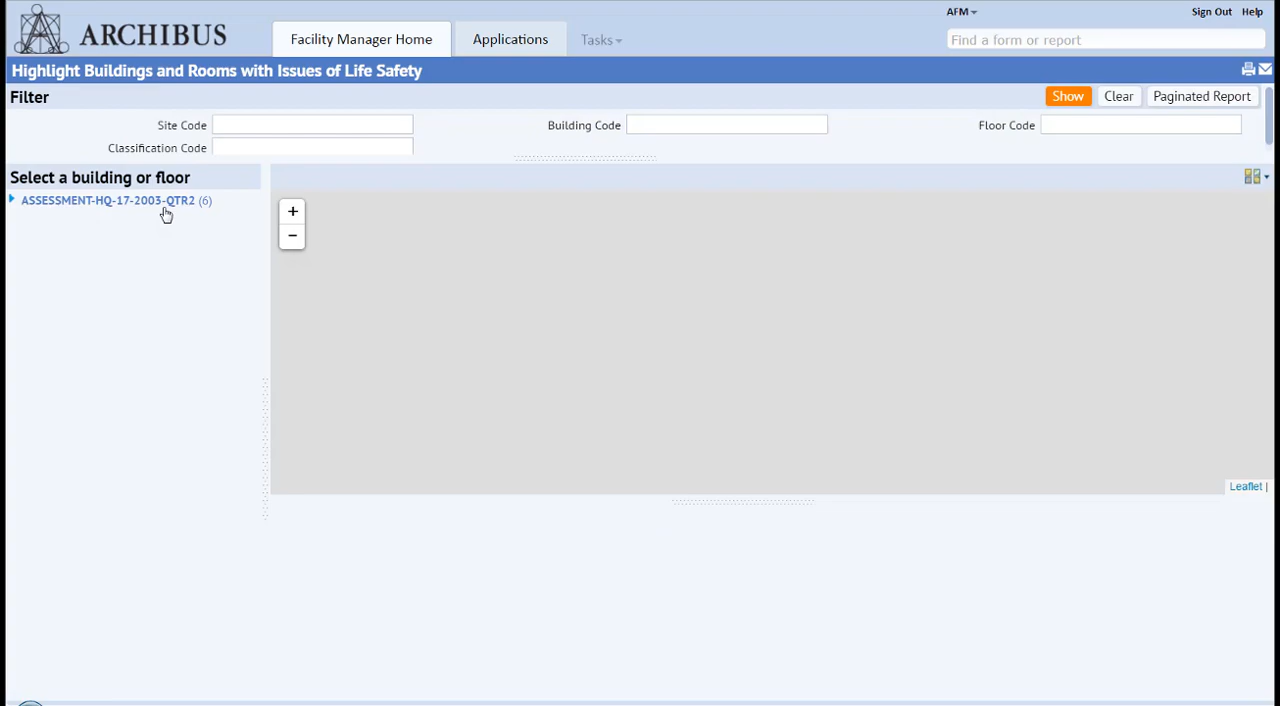 ARCHIBUS
Facility Manager Home
Applications
Tasks
AFM
Sign Out
Help
Find a form or report
Highlight Buildings and Rooms with Issues of Life Safety
Filter
Show
Clear
Paginated Report
Site Code
Building Code
Floor Code
Classification Code
Select a building or floor
ASSESSMENT-HQ-17-2003-QTR2 (6)
+
−
Leaflet |